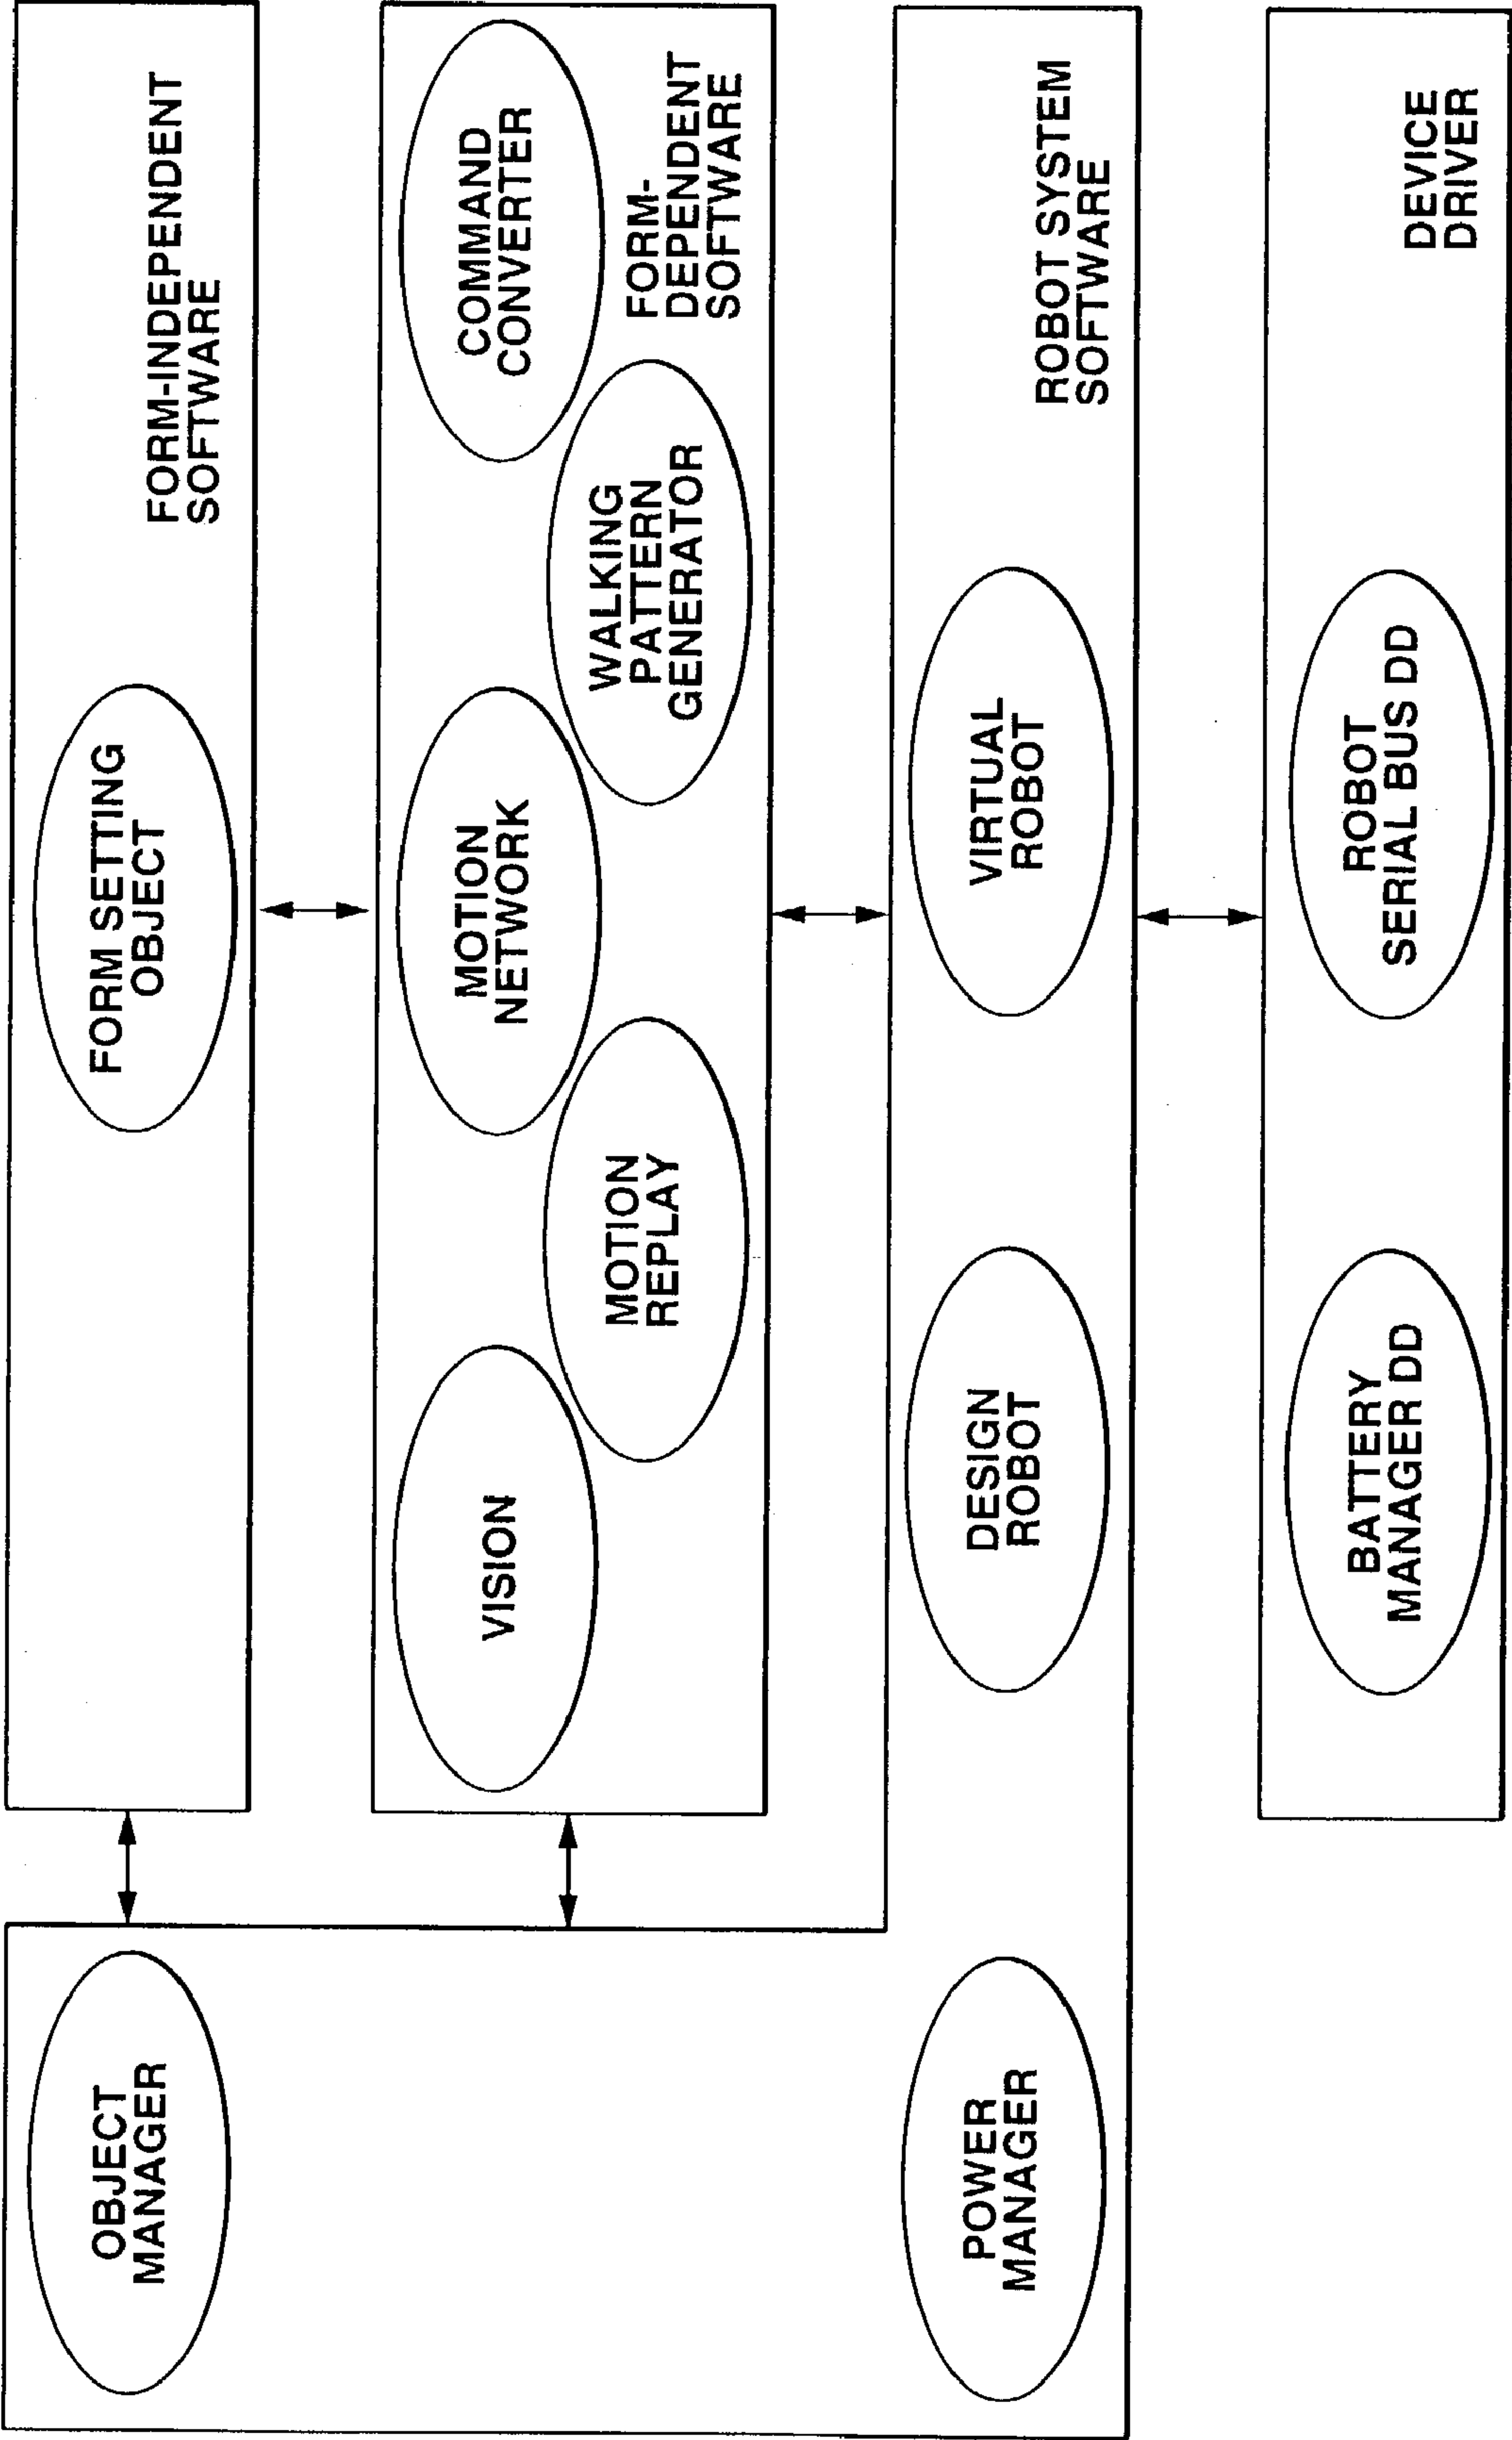 FORM-INDEPENDENT
SOFTWARE
FORM SETTING
OBJECT
OBJECT
MANAGER
VISION
MOTION
REPLAY
MOTION
NETWORK
WALKING
PATTERN
GENERATOR
COMMAND
CONVERTER
FORM-
DEPENDENT
SOFTWARE
POWER
MANAGER
DESIGN
ROBOT
VIRTUAL
ROBOT
ROBOT SYSTEM
SOFTWARE
BATTERY
MANAGER DD
ROBOT
SERIAL BUS DD
DEVICE
DRIVER